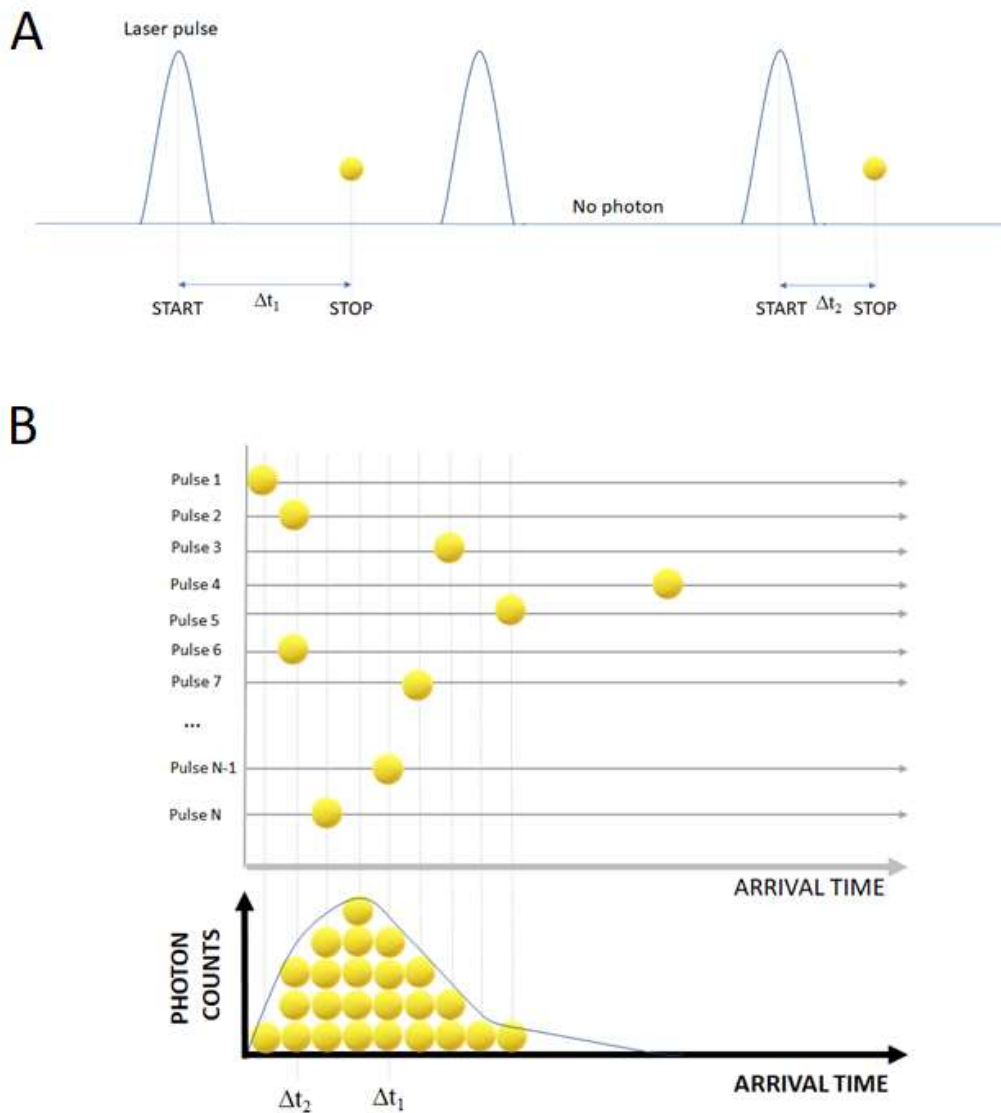 A
Laser pulse
No photon
Δt₁
Δt₂
START
STOP
START
STOP
B
Pulse 1
Pulse 2
Pulse 3
Pulse 4
Pulse 5
Pulse 6
Pulse 7
...
Pulse N-1
Pulse N
ARRIVAL TIME
PHOTON
COUNTS
ARRIVAL TIME
Δt₂
Δt₁